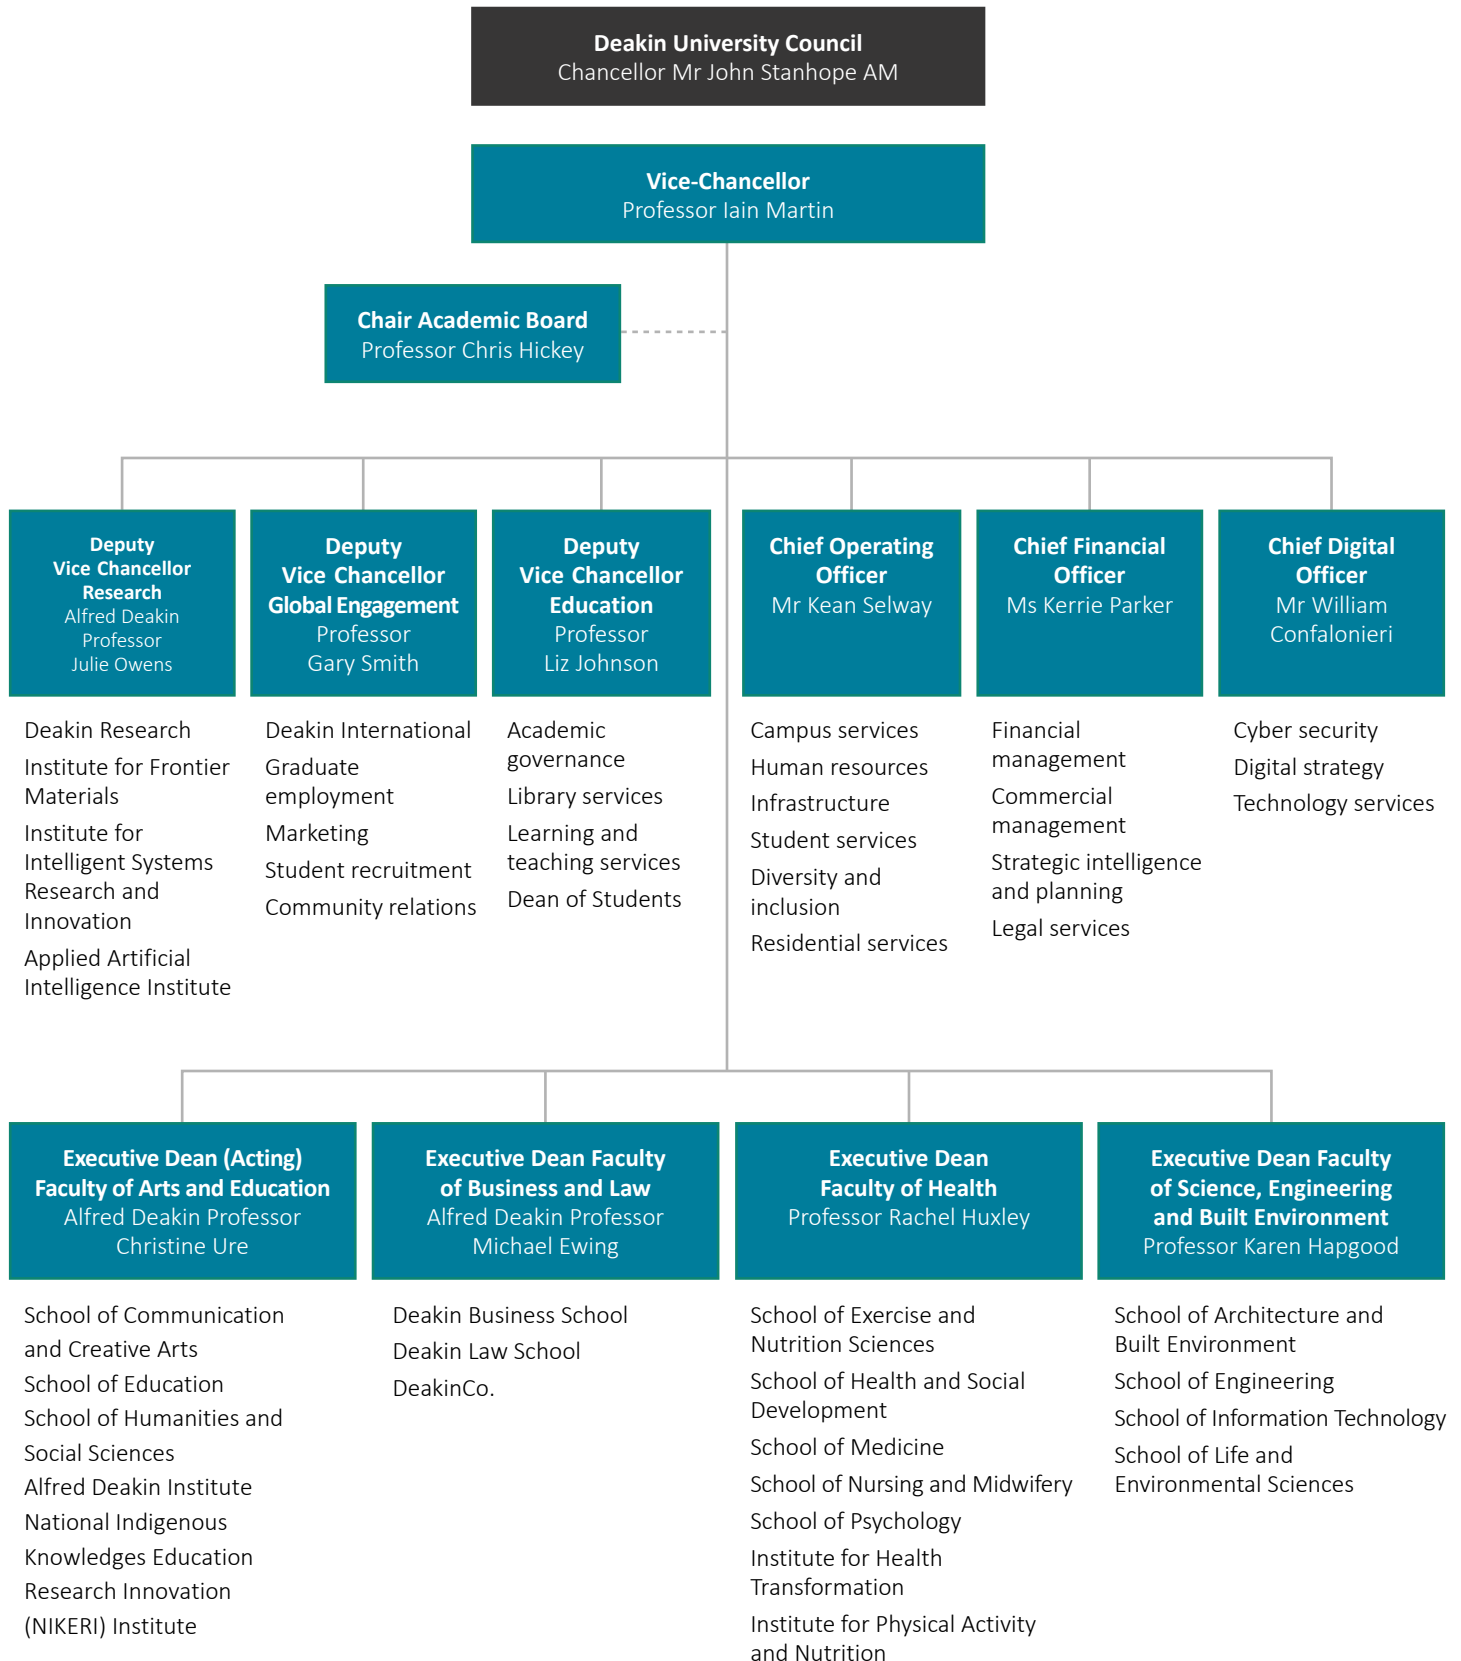 Deakin University Council
Chancellor Mr John Stanhope AM
Vice-Chancellor
Professor Iain Martin
Chair Academic Board
Professor Chris Hickey
Deputy
Vice Chancellor
Research
Alfred Deakin
Professor
Julie Owens
Deakin Research
Institute for Frontier
Materials
Institute for
Intelligent Systems
Research and
Innovation
Applied Artificial
Intelligence Institute
Deputy
Vice Chancellor
Global Engagement
Professor
Gary Smith
Deakin International
Graduate
employment
Marketing
Student recruitment
Community relations
Deputy
Vice Chancellor
Education
Professor
Liz Johnson
Academic
governance
Library services
Learning and
teaching services
Dean of Students
Chief Operating
Officer
Mr Kean Selway
Campus services
Human resources
Infrastructure
Student services
Diversity and
inclusion
Residential services
Chief Financial
Officer
Ms Kerrie Parker
Financial
management
Commercial
management
Strategic intelligence
and planning
Legal services
Chief Digital
Officer
Mr William
Confalonieri
Cyber security
Digital strategy
Technology services
Executive Dean (Acting)
Faculty of Arts and Education
Alfred Deakin Professor
Christine Ure
School of Communication
and Creative Arts
School of Education
School of Humanities and
Social Sciences
Alfred Deakin Institute
National Indigenous
Knowledges Education
Research Innovation
(NIKERI) Institute
Executive Dean Faculty
of Business and Law
Alfred Deakin Professor
Michael Ewing
Deakin Business School
Deakin Law School
DeakinCo.
Executive Dean
Faculty of Health
Professor Rachel Huxley
School of Exercise and
Nutrition Sciences
School of Health and Social
Development
School of Medicine
School of Nursing and Midwifery
School of Psychology
Institute for Health
Transformation
Institute for Physical Activity
and Nutrition
Executive Dean Faculty
of Science, Engineering
and Built Environment
Professor Karen Hapgood
School of Architecture and
Built Environment
School of Engineering
School of Information Technology
School of Life and
Environmental Sciences